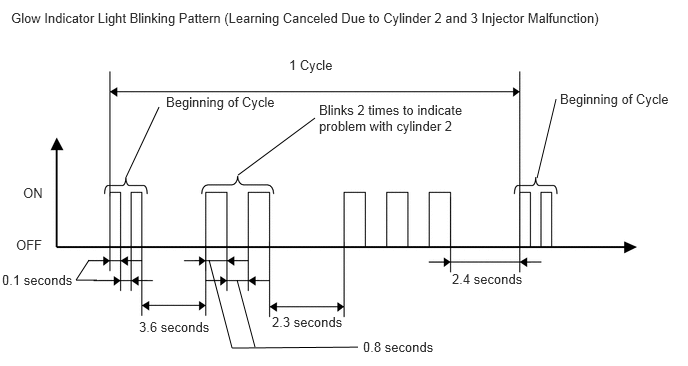 Glow Indicator Light Blinking Pattern (Learning Canceled Due to Cylinder 2 and 3 Injector Malfunction)
1 Cycle
Beginning of Cycle
Blinks 2 times to indicate
problem with cylinder 2
Beginning of Cycle
ON
OFF
0.1 seconds
3.6 seconds
2.3 seconds
2.4 seconds
0.8 seconds